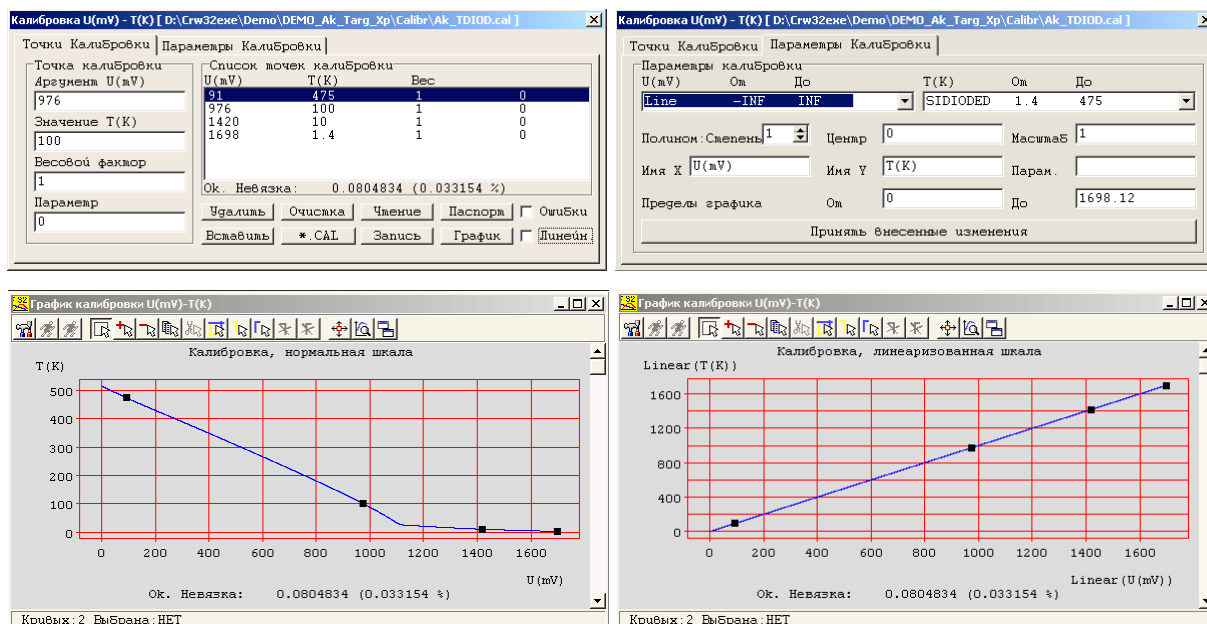 Калибровка U(mV) - T(K) [ D:\Crw32exe\Demo\DEMO_Ak_Targ_Xp\Calibr\Ak_TDIOD.cal ]
Точки Калибровки Параметры Калибровки
Точка калибровки
Аргумент U(mV)
976
Значение T(K)
100
Весовой фактор
1
Параметр
0
Список точек калибровки
U(mV) T(K) Вес
91 475 1 0
976 100 1 0
1420 10 1 0
1698 1.4 1 0
Ok. Невязка: 0.0804834 (0.033154 %)
Удалить Очистка Чтение Паспорт Ошибки
Вставить *.CAL Запись График Линейн
Калибровка U(mV) - T(K) [ D:\Crw32exe\Demo\DEMO_Ak_Targ_Xp\Calibr\Ak_TDIOD.cal ]
Точки Калибровки Параметры Калибровки
Параметры калибровки
U(mV) От До T(K) От До
Line -INF INF SIDIODED 1.4 475
Полином:Степень 1 Центр 0 Масштаб 1
Имя X U(mV) Имя Y T(K) Парам.
Пределы графика От 0 До 1698.12
Принять внесенные изменения
График калибровки U(mV)-T(K)
Калибровка, нормальная шкала
T(K)
500
400
300
200
100
0
0 200 400 600 800 1000 1200 1400 1600
U(mV)
Ok. Невязка: 0.0804834 (0.033154 %)
Кривых:2 Выбрана:НЕТ
График калибровки U(mV)-T(K)
Калибровка, линеаризованная шкала
Linear(T(K))
1600
1200
800
400
0
0 200 400 600 800 1000 1200 1400 1600
Linear(U(mV))
Ok. Невязка: 0.0804834 (0.033154 %)
Кривых:2 Выбрана:НЕТ